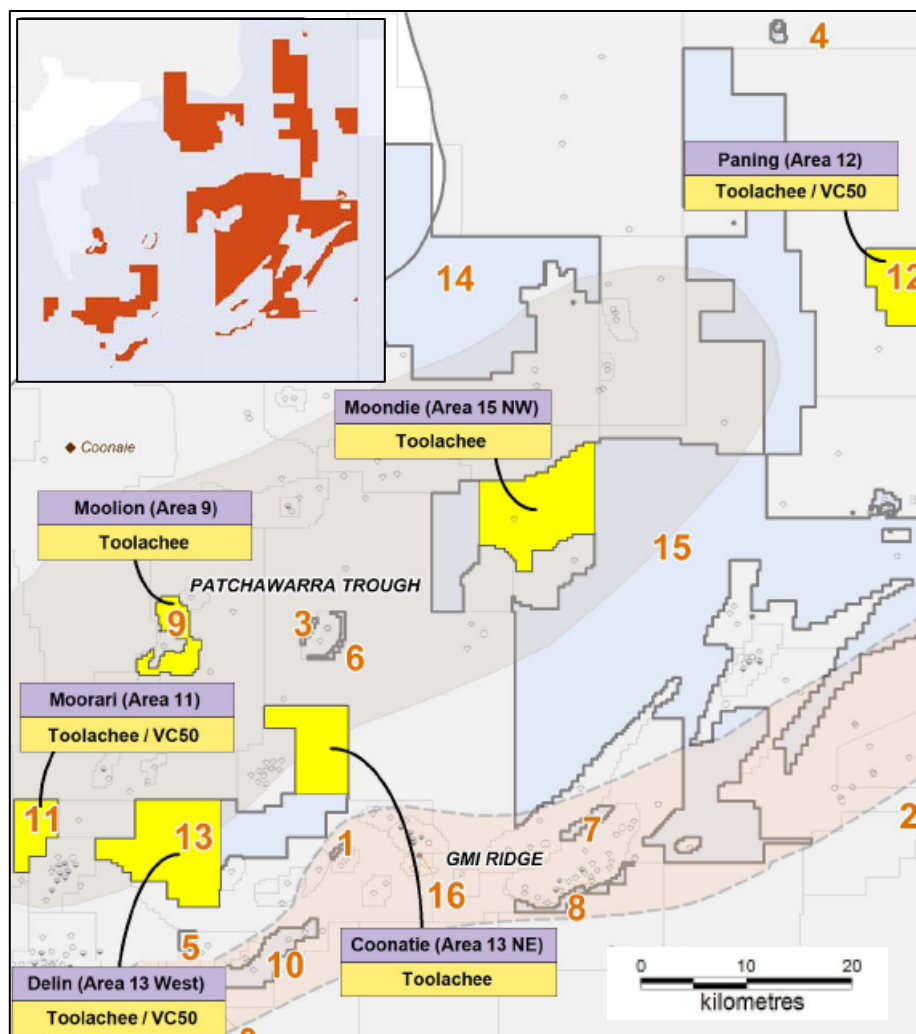 4
Paning (Area 12)
Toolachee / VC50
14
12
Moondie (Area 15 NW)
Toolachee
Coonaie
Moolion (Area 9)
Toolachee
15
PATCHAWARRA TROUGH
9
3
6
Moorari (Area 11)
Toolachee / VC50
11
13
1
7
2
GMI RIDGE
16
8
5
10
Coonatie (Area 13 NE)
Toolachee
Delin (Area 13 West)
Toolachee / VC50
0 10 20
kilometres